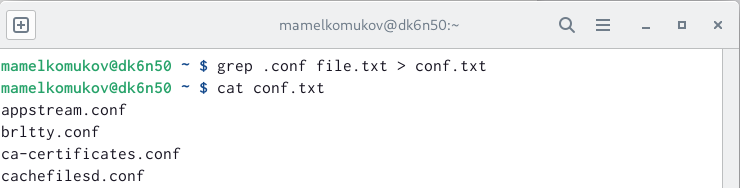 mamelkomukov@dk6n50:~
mamelkomukov@dk6n50 ~ $ grep .conf file.txt > conf.txt
mamelkomukov@dk6n50 ~ $ cat conf.txt
appstream.conf
brltty.conf
ca-certificates.conf
cachefilesd.conf